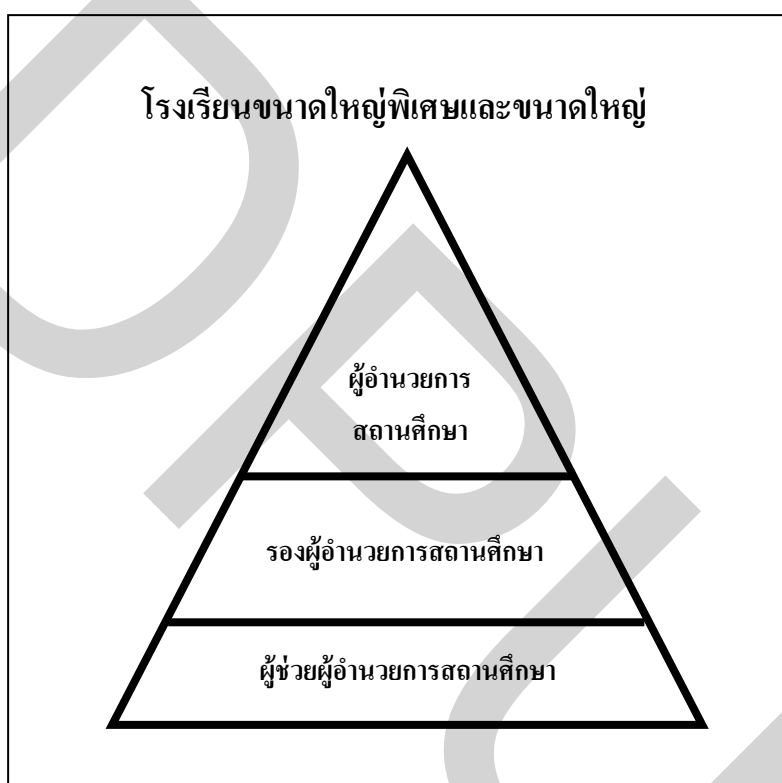 โรงเรียนขนาดใหญ่พิเศษและขนาดใหญ่
ผู้อำนวยการ
สถานศึกษา
รองผู้อำนวยการสถานศึกษา
ผู้ช่วยผู้อำนวยการสถานศึกษา